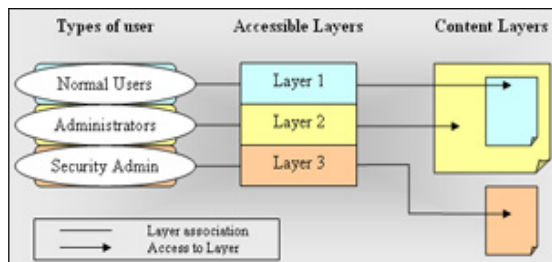 Types of user Accessible Layers Content Layers
Normal Users Layer 1
Administrators Layer 2
Security Admin Layer 3
Layer association
Access to Layer